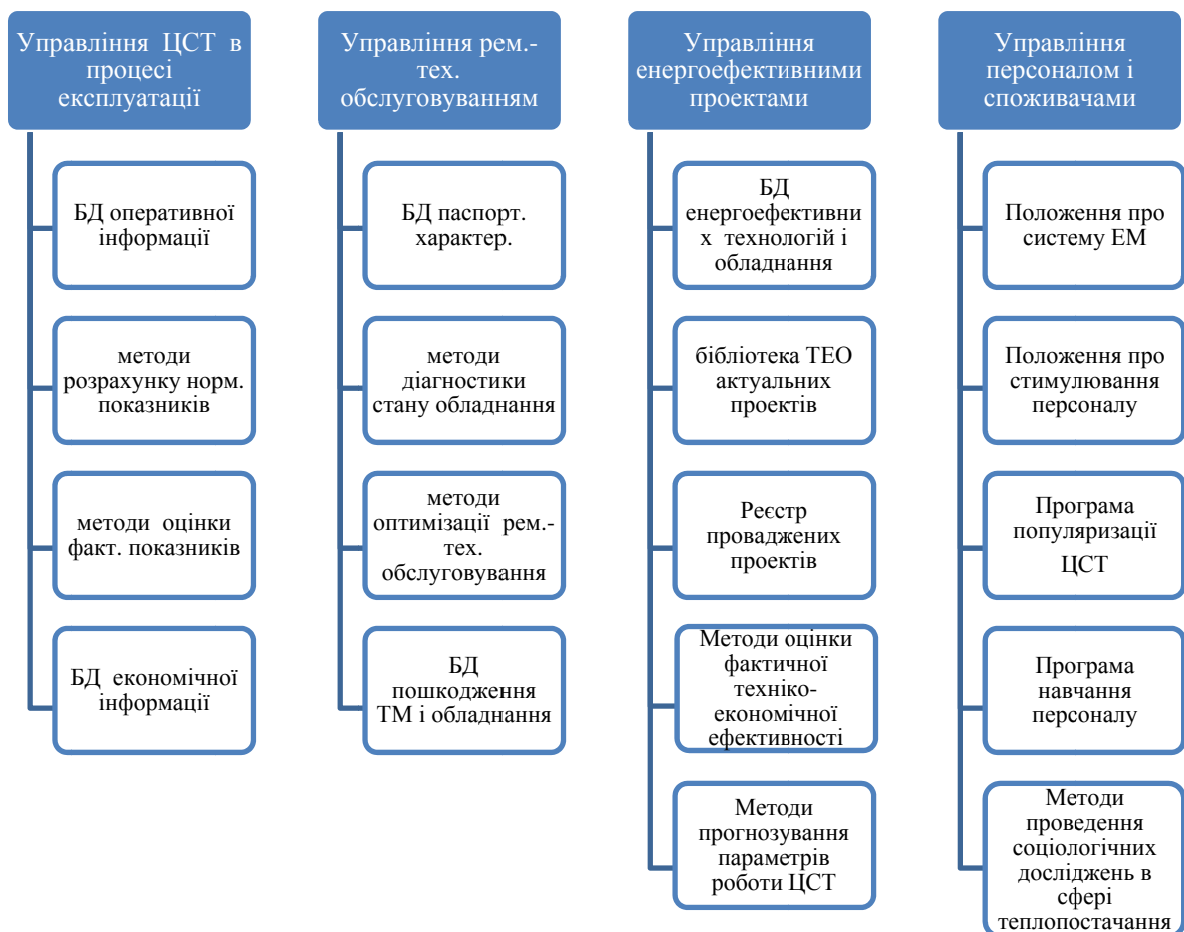 Управління ЦСТ в
процесі
експлуатації
БД оперативної
інформації
методи
розрахунку норм.
показників
методи оцінки
факт. показників
БД економічної
інформації
Управління рем.-
тех.
обслуговуванням
БД паспорт.
характер.
методи
діагностики
стану обладнання
методи
оптимізації рем.-
тех.
обслуговування
БД
пошкодження
ТМ і обладнання
Управління
енергоефективними
проектами
БД
енергоефективни
х технологій і
обладнання
бібліотека ТЕО
актуальних
проектів
Реєстр
проваджених
проектів
Методи оцінки
фактичної
техніко-
економічної
ефективності
Методи
прогнозування
параметрів
роботи ЦСТ
Управління
персоналом і
споживачами
Положення про
систему ЕМ
Положення про
стимулювання
персоналу
Програма
популяризації
ЦСТ
Програма
навчання
персоналу
Методи
проведення
соціологічних
досліджень в
сфері
теплопостачання